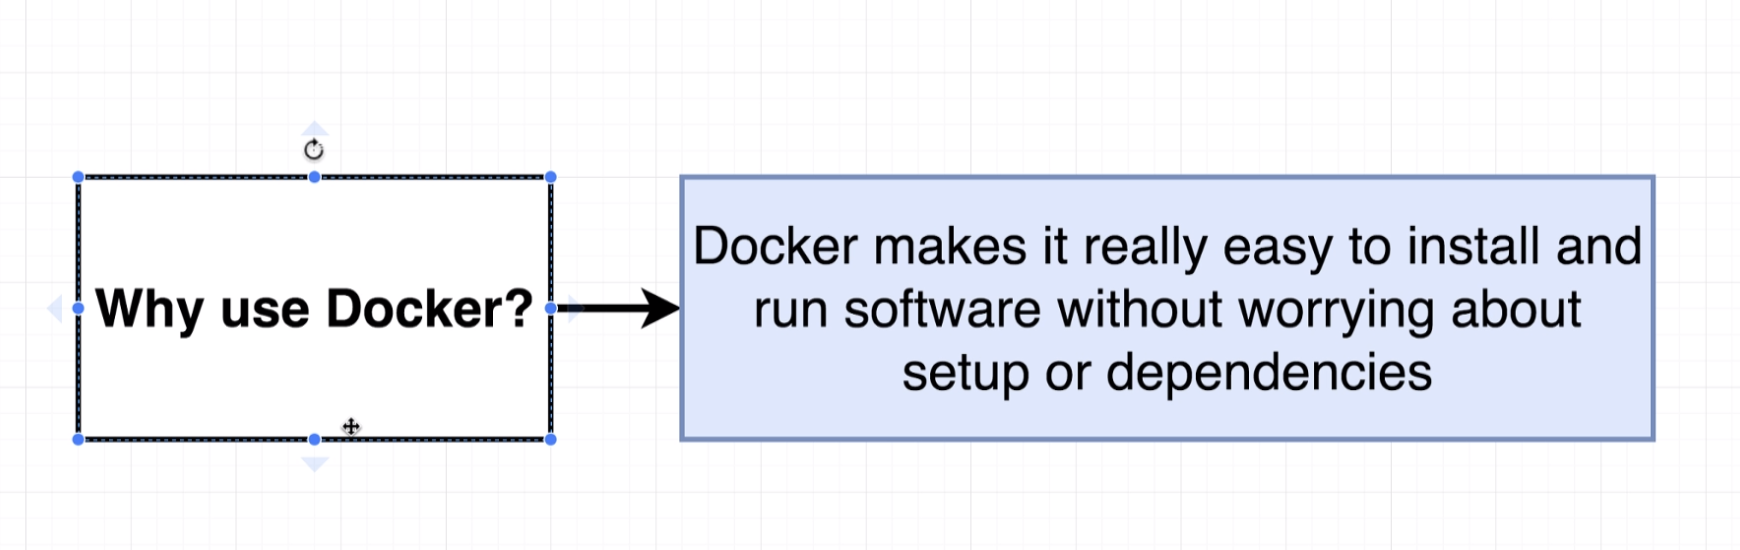 Why use Docker?
Docker makes it really easy to install and
run software without worrying about
setup or dependencies